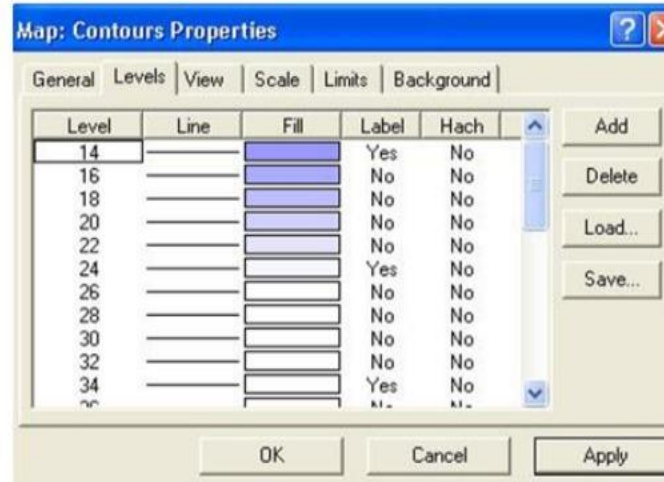 Map: Contours Properties
General Levels View Scale Limits Background
Level Line Fill Label Hach
14 Yes No
16 No No
18 No No
20 No No
22 No No
24 Yes No
26 No No
28 No No
30 No No
32 No No
34 Yes No
Add
Delete
Load...
Save...
OK Cancel Apply